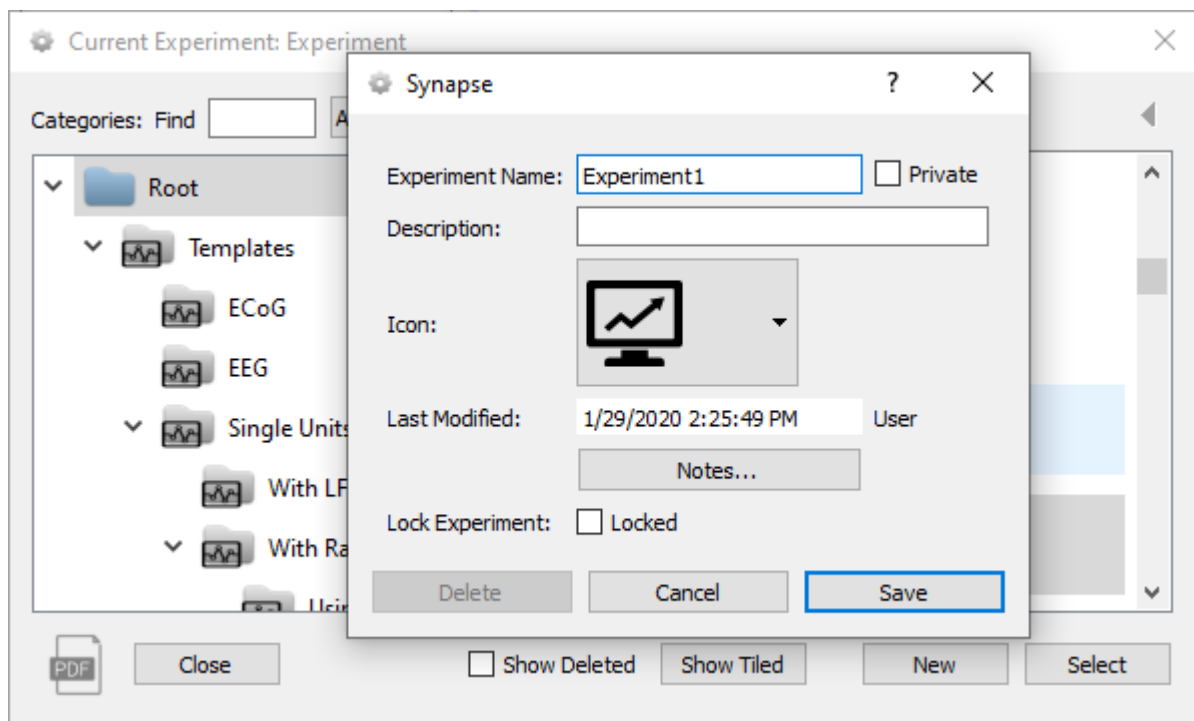 Current Experiment: Experiment
Synapse
?
Categories: Find
Experiment Name: Experiment1 Private
Root
Description:
Templates
ECoG
Icon:
EEG
Last Modified: 1/29/2020 2:25:49 PM User
Single Units
Notes...
With
Lock Experiment: Locked
With
Delete Cancel Save
PDF Close Show Deleted Show Tiled New Select